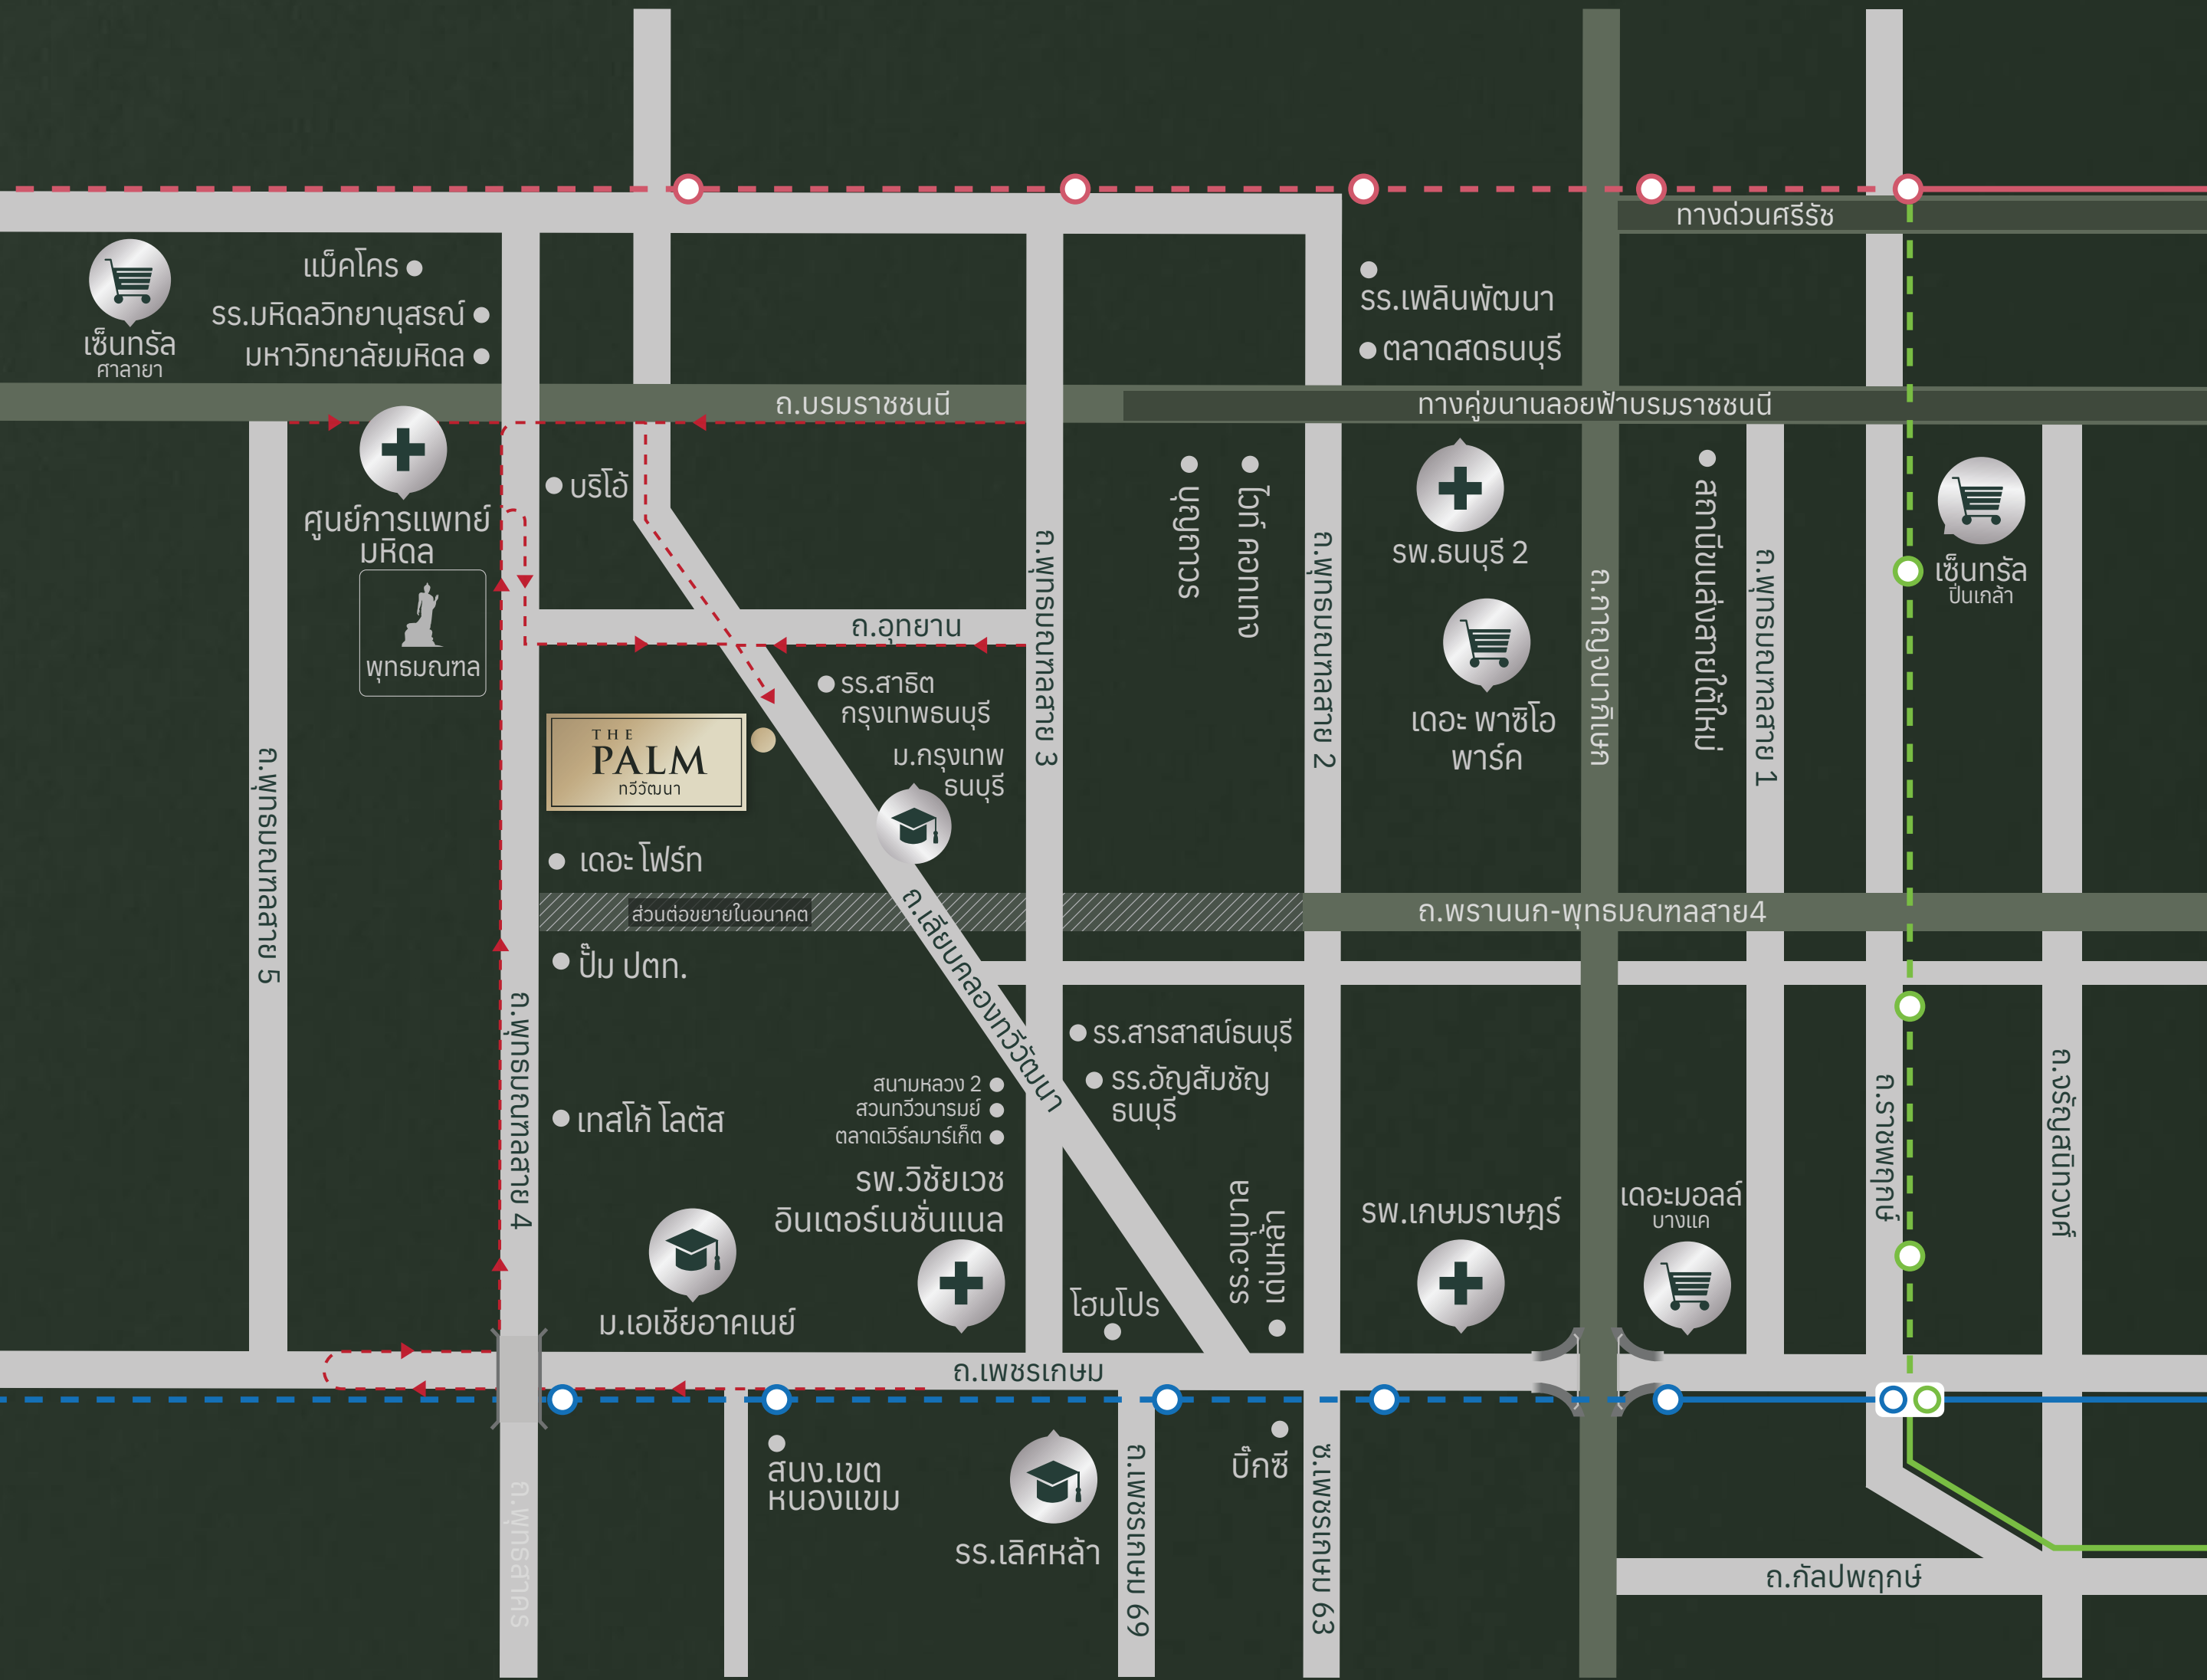 ทางด่วนศรีรัช
แม็คโคร
รร.มหิดลวิทยานุสรณ์
มหาวิทยาลัยมหิดล
เซ็นทรัล
ศาลายา
รร.เพลินพัฒนา
ตลาดสดธนบุรี
ถ.บรมราชชนนี
ทางคู่ขนานลอยฟ้าบรมราชชนนี
ศูนย์การแพทย์
มหิดล
พุทธมณฑล
บริโอ้
ถ.อุทยาน
ถ.พุทธมณฑลสาย 3
บุญถาวร
ไวท์ คอทเทจ
ถ.พุทธมณฑลสาย 2
รพ.ธนบุรี 2
เดอะ พาซิโอ
พาร์ค
ถ.กาญจนาภิเษก
สถานีขนส่งสายใต้ใหม่
ถ.พุทธมณฑลสาย 1
เซ็นทรัล
ปิ่นเกล้า
รร.สาธิต
กรุงเทพธนบุรี
ม.กรุงเทพ
ธนบุรี
THE
PALM
ทวีวัฒนา
ถ.พุทธมณฑลสาย 5
เดอะ โฟร์ท
ส่วนต่อขยายในอนาคต
ถ.พรานนก-พุทธมณฑลสาย4
ปั๊ม ปตท.
ถ.เลียบคลองทวีวัฒนา
ถ.พุทธมณฑลสาย 4
รร.สารสาสน์ธนบุรี
รร.อัญสัมชัญ
ธนบุรี
สนามหลวง 2
สวนทวีวนารมย์
ตลาดเวิร์ลมาร์เก็ต
เทสโก้ โลตัส
รพ.วิชัยเวช
อินเตอร์เนชั่นแนล
ม.เอเชียอาคเนย์
โฮมโปร
รร.อนุบาล
เด่นหล้า
รพ.เกษมราษฎร์
เดอะมอลล์
บางแค
ถ.ราชพฤกษ์
ถ.จรัญสนิทวงศ์
ถ.เพชรเกษม
สนง.เขต
หนองแขม
รร.เลิศหล้า
ถ.เพชรเกษม 69
บิ๊กซี
ซ.เพชรเกษม 63
ถ.พุทธสาคร
ถ.กัลปพฤกษ์